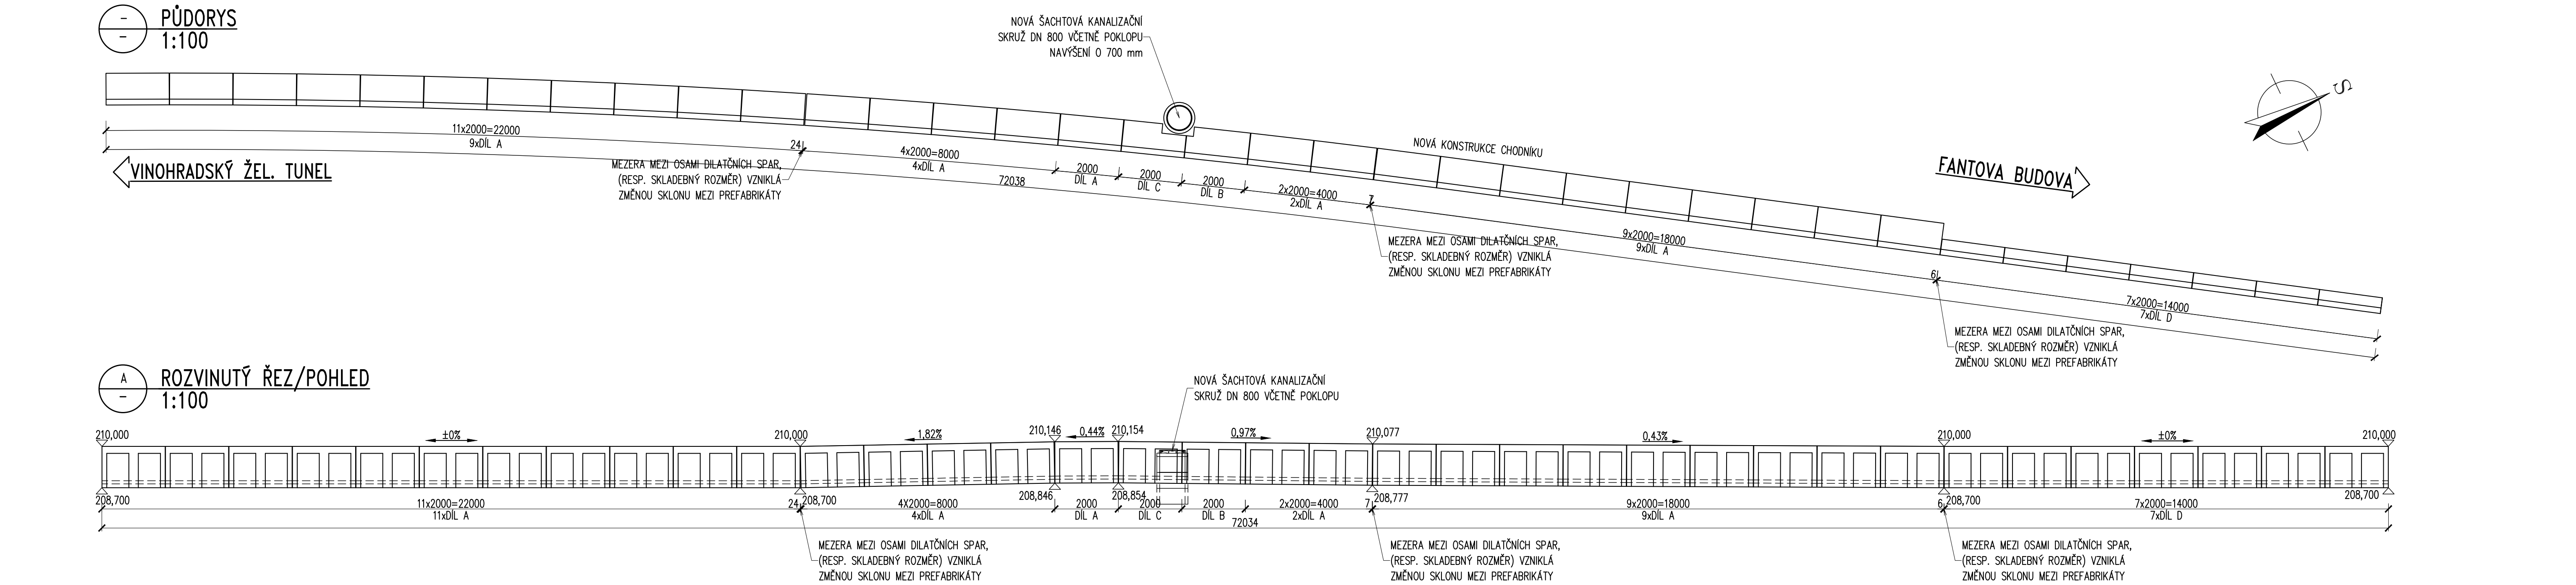 PŮDORYS
1:100
NOVÁ ŠACHTOVÁ KANALIZAČNÍ
SKRUŽ DN 800 VČETNĚ POKLOPU
NAVÝŠENÍ O 700 mm
S
11x2000=22000
9xDÍL A
24
VINOHRADSKÝ ŽEL. TUNEL
MEZERA MEZI OSAMI DILATČNÍCH SPAR,
(RESP. SKLADEBNÝ ROZMĚR) VZNIKLÁ
ZMĚNOU SKLONU MEZI PREFABRIKÁTY
4x2000=8000
4xDÍL A
72038
2000
DÍL A
2000
DÍL C
2000
DÍL B
2x2000=4000
2xDÍL A
7
NOVÁ KONSTRUKCE CHODNÍKU
FANTOVA BUDOVA
MEZERA MEZI OSAMI DILATČNÍCH SPAR,
(RESP. SKLADEBNÝ ROZMĚR) VZNIKLÁ
ZMĚNOU SKLONU MEZI PREFABRIKÁTY
9x2000=18000
9xDÍL A
6
7x2000=14000
7xDÍL D
MEZERA MEZI OSAMI DILATČNÍCH SPAR,
(RESP. SKLADEBNÝ ROZMĚR) VZNIKLÁ
ZMĚNOU SKLONU MEZI PREFABRIKÁTY
A
ROZVINUTÝ ŘEZ/POHLED
1:100
NOVÁ ŠACHTOVÁ KANALIZAČNÍ
SKRUŽ DN 800 VČETNĚ POKLOPU
210,000
±0%
210,000
1,82%
210,146
0,44%
210,154
0,97%
210,077
0,43%
210,000
±0%
210,000
208,700
208,700
208,846
208,854
208,777
208,700
208,700
11x2000=22000
11xDÍL A
24
4X2000=8000
4xDÍL A
2000
DÍL A
2000
DÍL C
2000
DÍL B
2x2000=4000
2xDÍL A
7
9x2000=18000
9xDÍL A
6
7x2000=14000
7xDÍL D
72034
MEZERA MEZI OSAMI DILATČNÍCH SPAR,
(RESP. SKLADEBNÝ ROZMĚR) VZNIKLÁ
ZMĚNOU SKLONU MEZI PREFABRIKÁTY
MEZERA MEZI OSAMI DILATČNÍCH SPAR,
(RESP. SKLADEBNÝ ROZMĚR) VZNIKLÁ
ZMĚNOU SKLONU MEZI PREFABRIKÁTY
MEZERA MEZI OSAMI DILATČNÍCH SPAR,
(RESP. SKLADEBNÝ ROZMĚR) VZNIKLÁ
ZMĚNOU SKLONU MEZI PREFABRIKÁTY